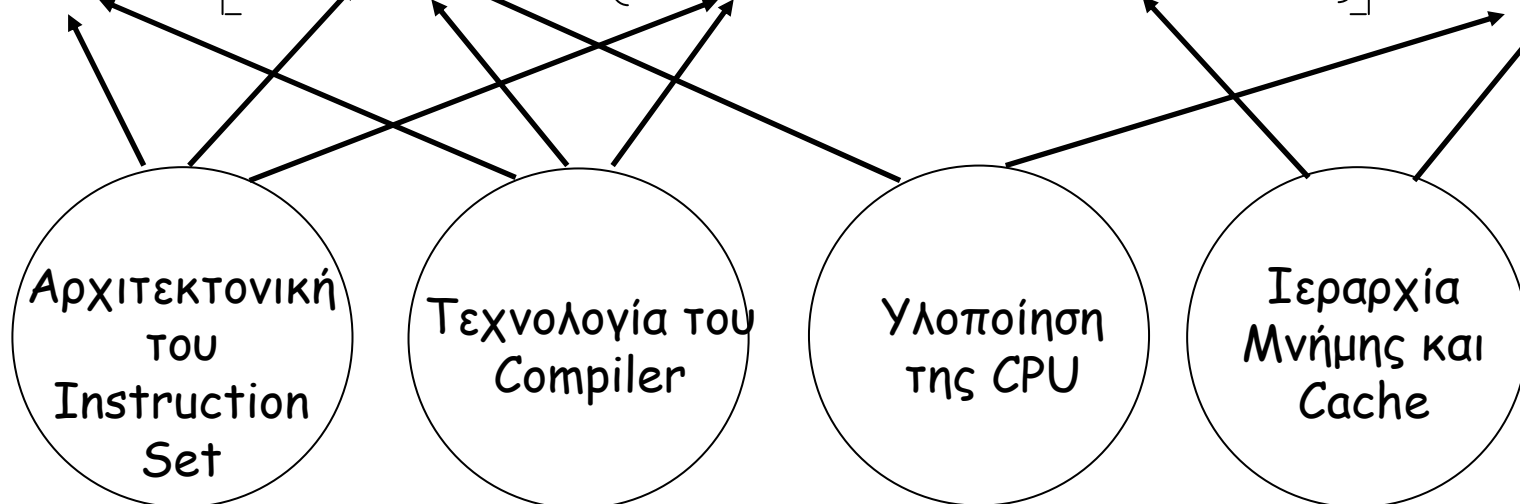 Αρχιτεκτονική
του
Instruction
Set
Τεχνολογία του
Compiler
Υλοποίηση
της CPU
Ιεραρχία
Μνήμης και
Cache